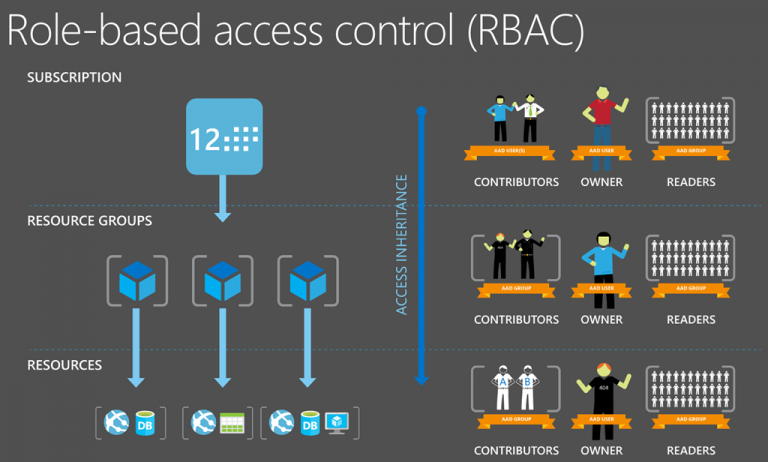 Role-based access control (RBAC)
SUBSCRIPTION
12:
AAD USER(S)
AAD USER
AAD GROUP
CONTRIBUTORS
OWNER
READERS
ACCESS INHERITANCE
RESOURCE GROUPS
404
AAD GROUP
AAD USER
AAD GROUP
CONTRIBUTORS
OWNER
READERS
RESOURCES
DB
DB
A
B
404
AAD GROUP
AAD USER
AAD GROUP
CONTRIBUTORS
OWNER
READERS